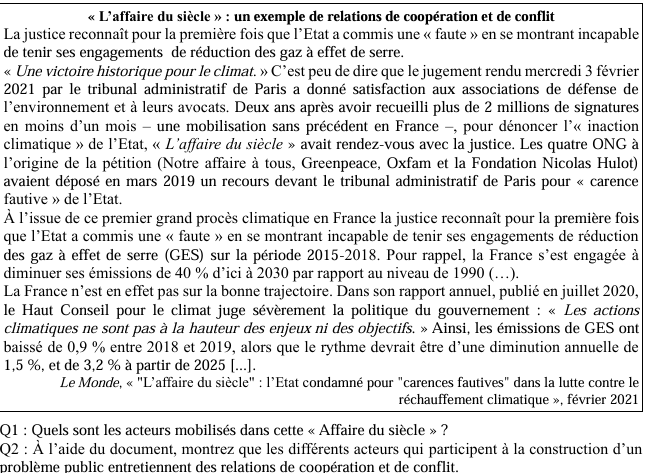 « L’affaire du siècle » : un exemple de relations de coopération et de conflit
La justice reconnaît pour la première fois que l’Etat a commis une « faute » en se montrant incapable
de tenir ses engagements de réduction des gaz à effet de serre.
« Une victoire historique pour le climat. » C’est peu de dire que le jugement rendu mercredi 3 février
2021 par le tribunal administratif de Paris a donné satisfaction aux associations de défense de
l’environnement et à leurs avocats. Deux ans après avoir recueilli plus de 2 millions de signatures
en moins d’un mois – une mobilisation sans précédent en France –, pour dénoncer l’« inaction
climatique » de l’Etat, « L’affaire du siècle » avait rendez-vous avec la justice. Les quatre ONG à
l’origine de la pétition (Notre affaire à tous, Greenpeace, Oxfam et la Fondation Nicolas Hulot)
avaient déposé en mars 2019 un recours devant le tribunal administratif de Paris pour « carence
fautive » de l’Etat.
À l’issue de ce premier grand procès climatique en France la justice reconnaît pour la première fois
que l’Etat a commis une « faute » en se montrant incapable de tenir ses engagements de réduction
des gaz à effet de serre (GES) sur la période 2015-2018. Pour rappel, la France s’est engagée à
diminuer ses émissions de 40 % d’ici à 2030 par rapport au niveau de 1990 (…).
La France n’est en effet pas sur la bonne trajectoire. Dans son rapport annuel, publié en juillet 2020,
le Haut Conseil pour le climat juge sévèrement la politique du gouvernement : « Les actions
climatiques ne sont pas à la hauteur des enjeux ni des objectifs. » Ainsi, les émissions de GES ont
baissé de 0,9 % entre 2018 et 2019, alors que le rythme devrait être d’une diminution annuelle de
1,5 %, et de 3,2 % à partir de 2025 [...].
Le Monde, « "L’affaire du siècle" : l’Etat condamné pour "carences fautives" dans la lutte contre le
réchauffement climatique », février 2021
Q1 : Quels sont les acteurs mobilisés dans cette « Affaire du siècle » ?
Q2 : À l’aide du document, montrez que les différents acteurs qui participent à la construction d’un
problème public entretiennent des relations de coopération et de conflit.